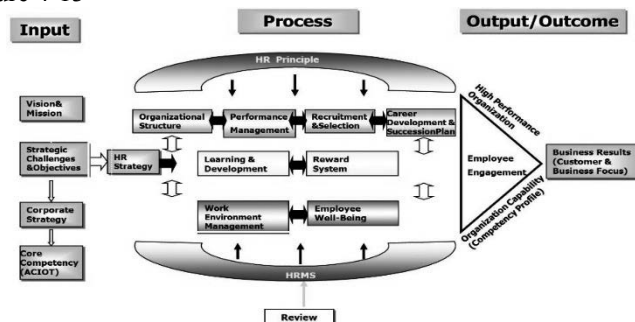 Input
Process
Output/Outcome
HR Principle
Vision&
Mission
Strategic
Challenges
&Objectives
HR
Strategy
Corporate
Strategy
Core
Competency
(ACIOT)
Organizational
Structure
Performance
Management
Recruitment
&Selection
Career
Development &
SuccessionPlan
Learning &
Development
Reward
System
Work
Environment
Management
Employee
Well-Being
HRMS
Review
High Performance
Organization
Employee
Engagement
Organization Capability
(Competency Profile)
Business Results
(Customer &
Business Focus)